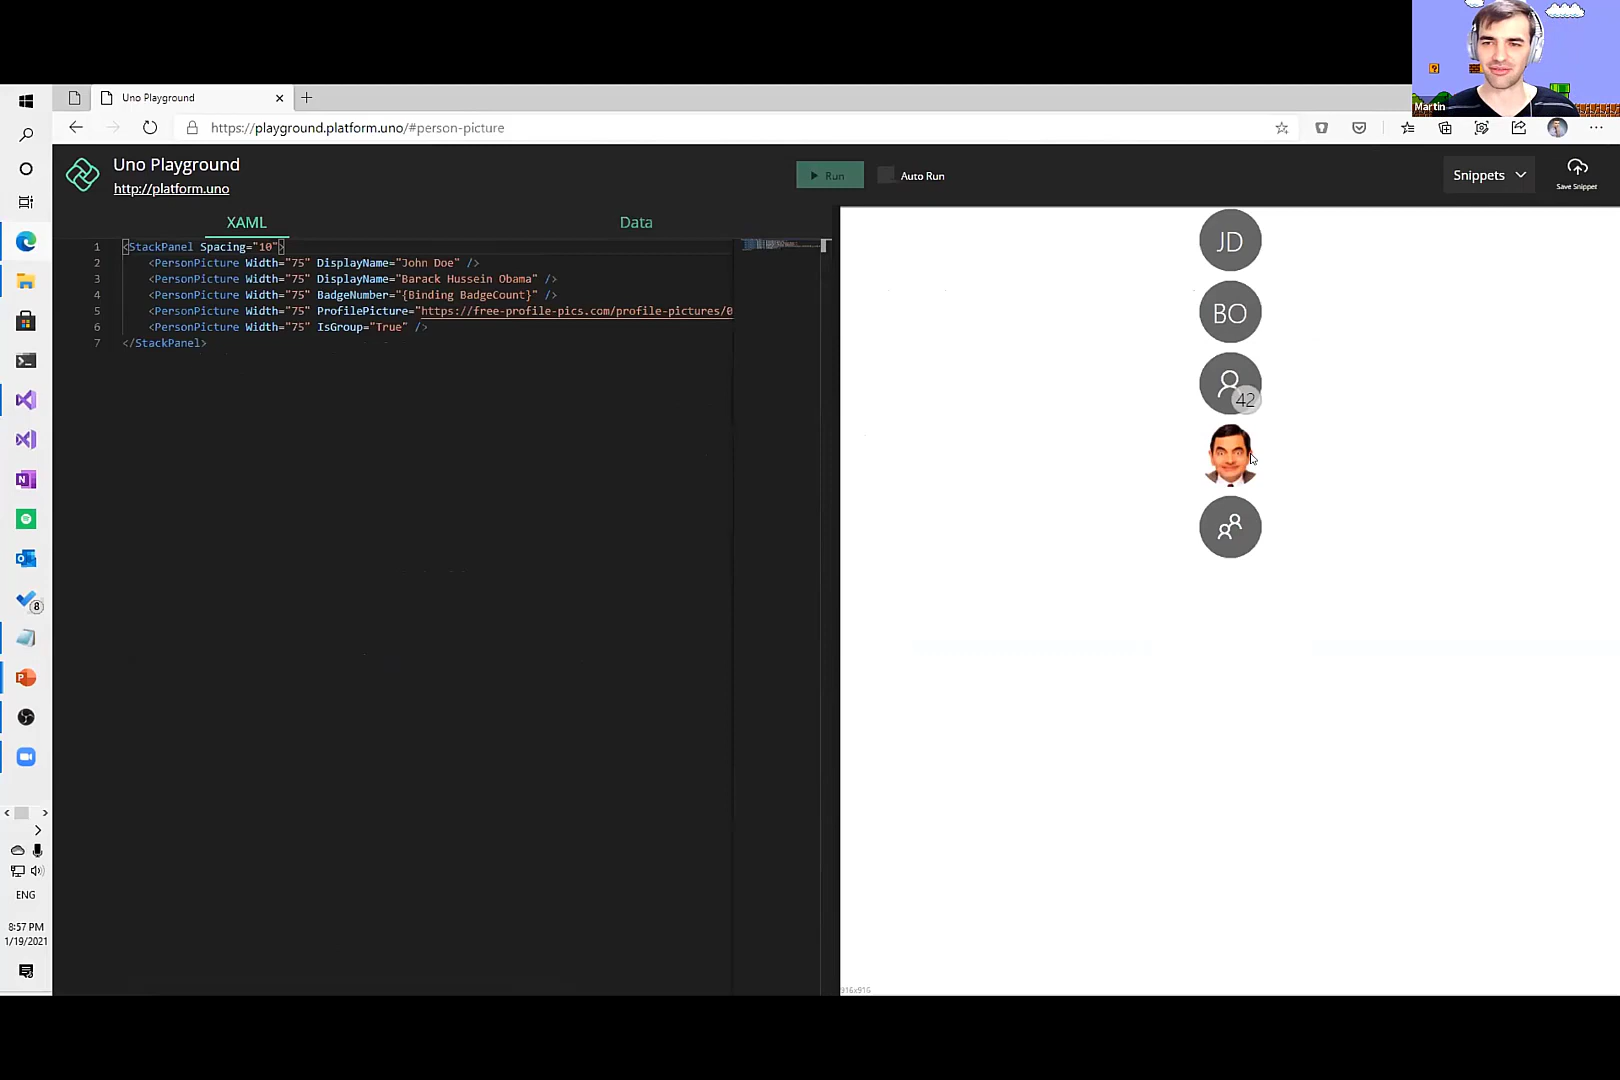 Martin
Uno Playground
https://playground.platform.uno/#person-picture
Uno Playground
http://platform.uno
Run
Auto Run
Snippets
Save Snippet
XAML
Data
1 <StackPanel Spacing="10">
2 <PersonPicture Width="75" DisplayName="John Doe" />
3 <PersonPicture Width="75" DisplayName="Barack Hussein Obama" />
4 <PersonPicture Width="75" BadgeNumber="{Binding BadgeCount}" />
5 <PersonPicture Width="75" ProfilePicture="https://free-profile-pics.com/profile-pictures/0
6 <PersonPicture Width="75" IsGroup="True" />
7 </StackPanel>
JD
BO
42
8
ENG
8:57 PM
1/19/2021
916x916